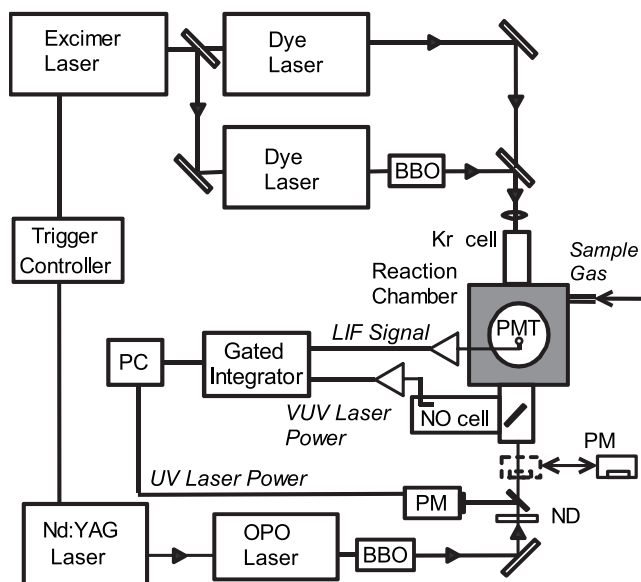 Excimer
Laser
Dye
Laser
Dye
Laser
BBO
Trigger
Controller
Kr cell
Reaction
Chamber
Sample
Gas
PMT
LIF Signal
PC
Gated
Integrator
VUV Laser
Power
NO cell
PM
UV Laser Power
PM
ND
Nd:YAG
Laser
OPO
Laser
BBO